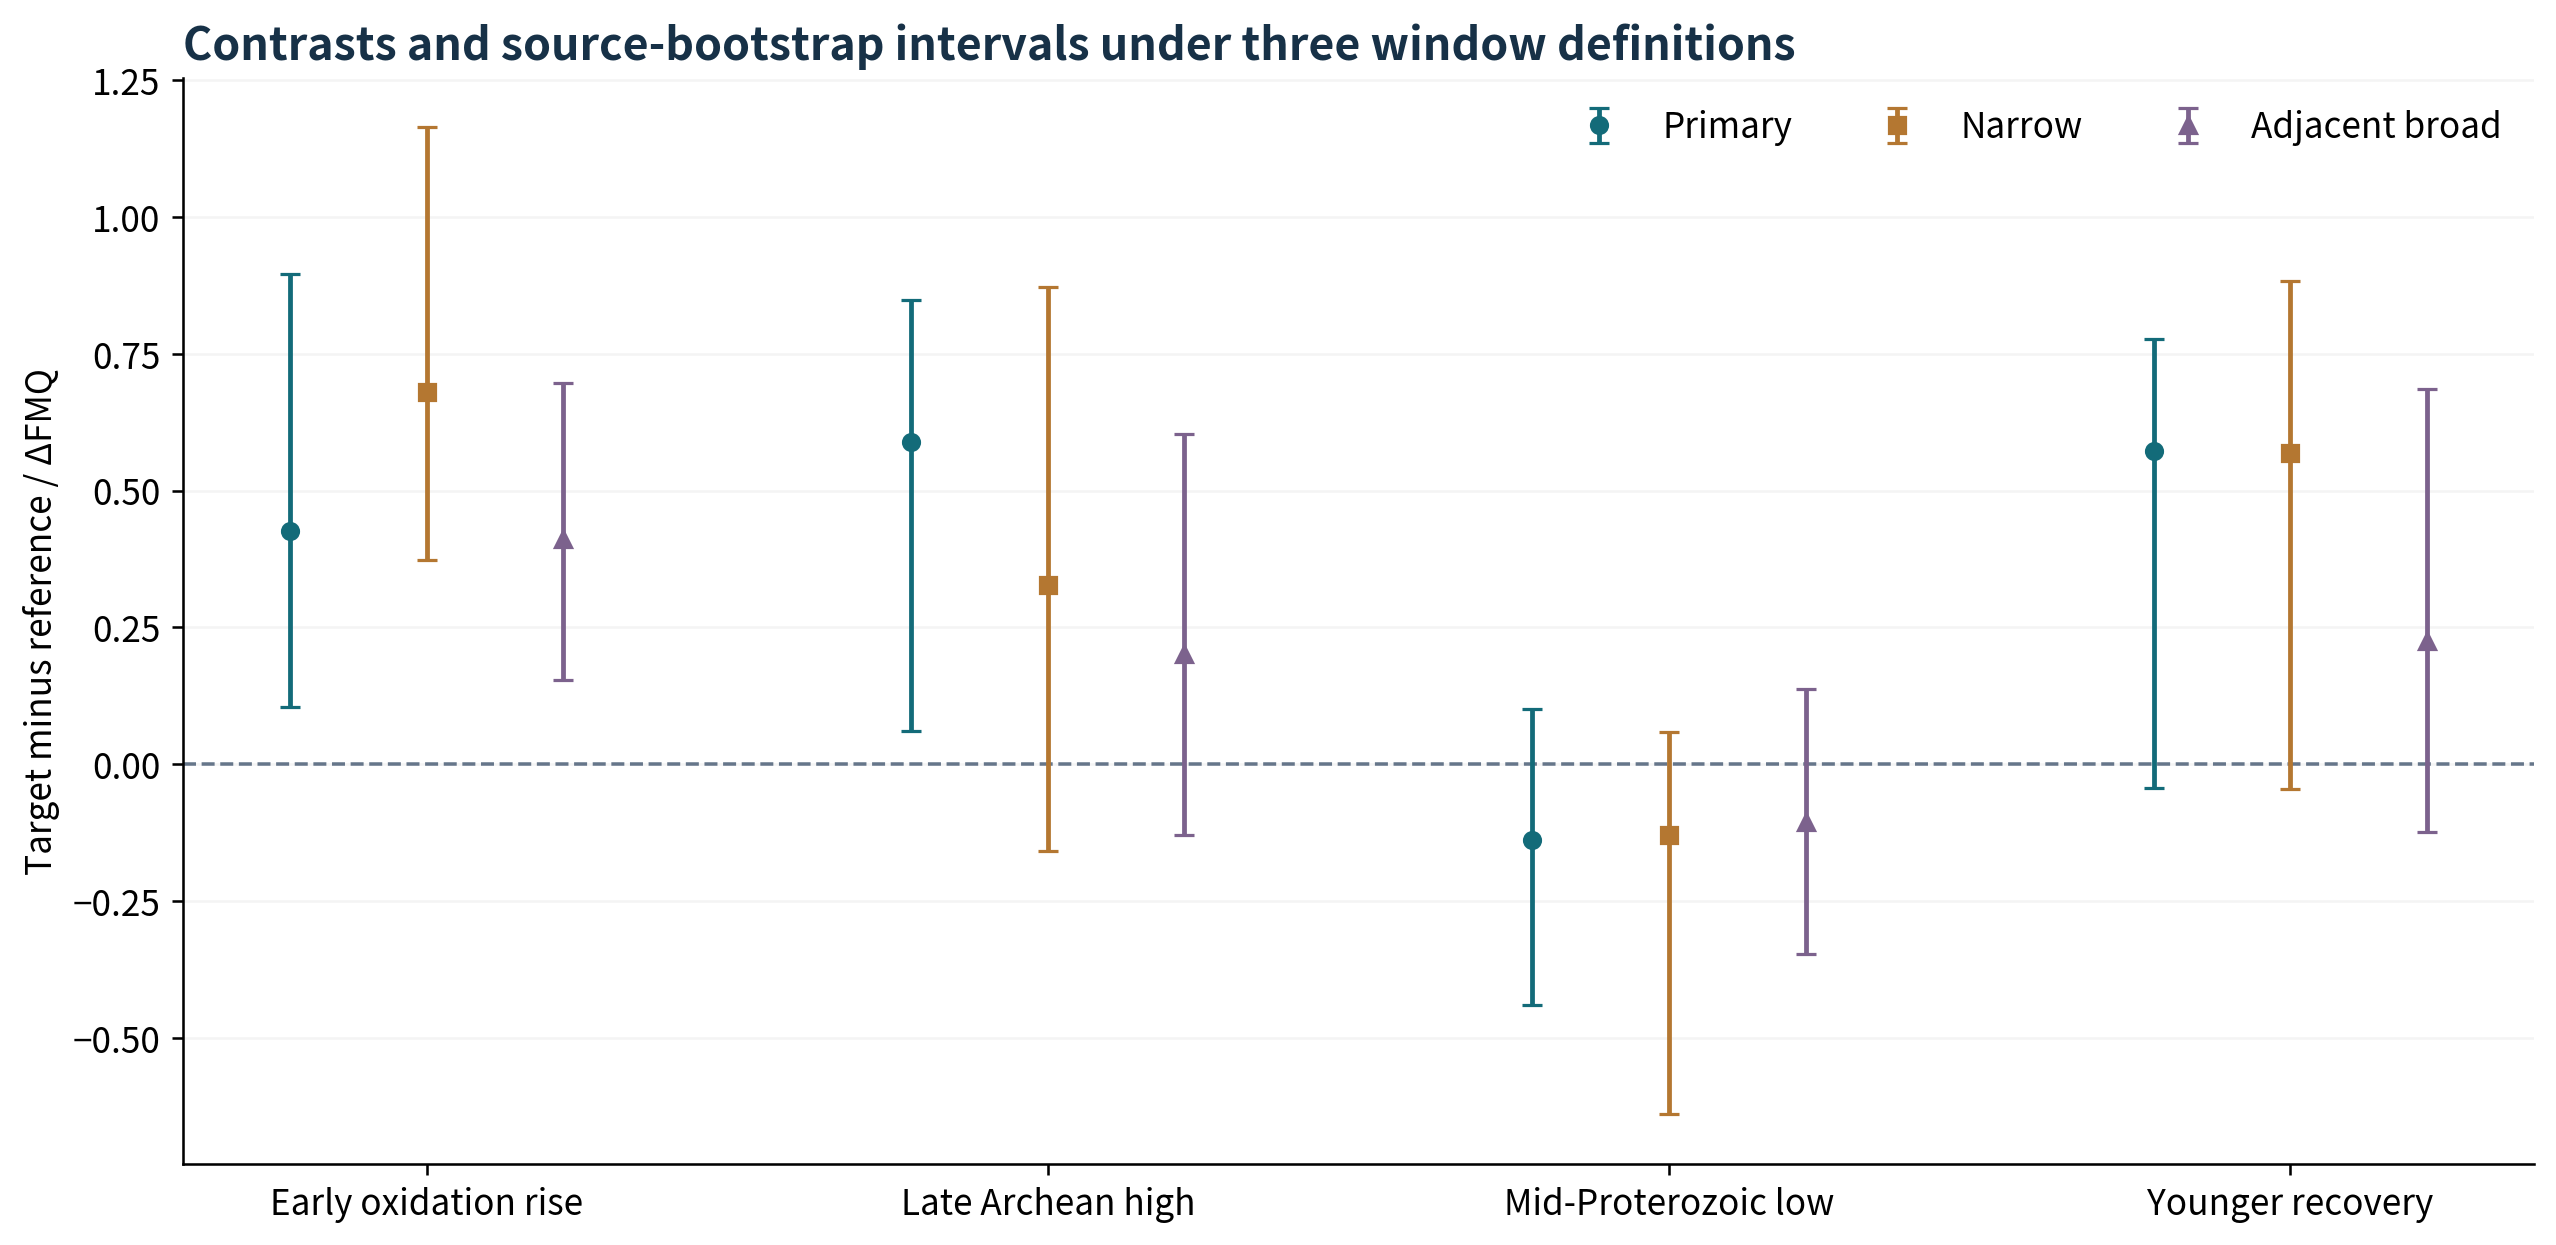 Contrasts and source-bootstrap intervals under three window definitions
Primary
Narrow
Adjacent broad
Target minus reference / ΔFMQ
1.25
1.00
0.75
0.50
0.25
0.00
−0.25
−0.50
Early oxidation rise
Late Archean high
Mid-Proterozoic low
Younger recovery